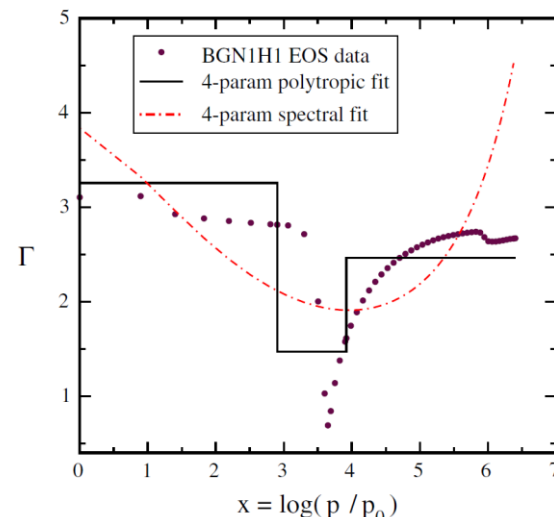 5
BGN1H1 EOS data
4-param polytropic fit
4-param spectral fit
4
3
Γ
2
1
0 1 2 3 4 5 6 7
x = log( p / p₀ )